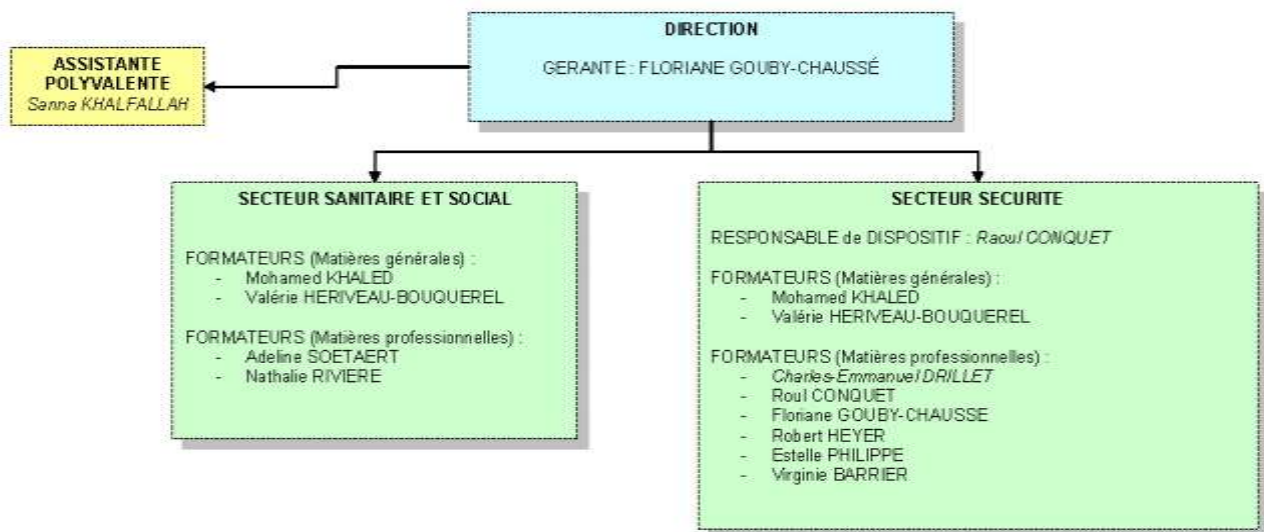 DIRECTION
GERANTE : FLORIANE GOUBY-CHAUSSÉ
ASSISTANTE
POLYVALENTE
Sanna KHALFALLAH
SECTEUR SANITAIRE ET SOCIAL
FORMATEURS (Matières générales) :
- Mohamed KHALED
- Valérie HERIVEAU-BOUQUEREL
FORMATEURS (Matières professionnelles) :
- Adeline SOETAERT
- Nathalie RIVIERE
SECTEUR SECURITE
RESPONSABLE de DISPOSITIF : Raoul CONQUET
FORMATEURS (Matières générales) :
- Mohamed KHALED
- Valérie HERIVEAU-BOUQUEREL
FORMATEURS (Matières professionnelles) :
- Charles-Emmanuel DRILLET
- Roul CONQUET
- Floriane GOUBY-CHAUSSE
- Robert HEYER
- Estelle PHILIPPE
- Virginie BARRIER